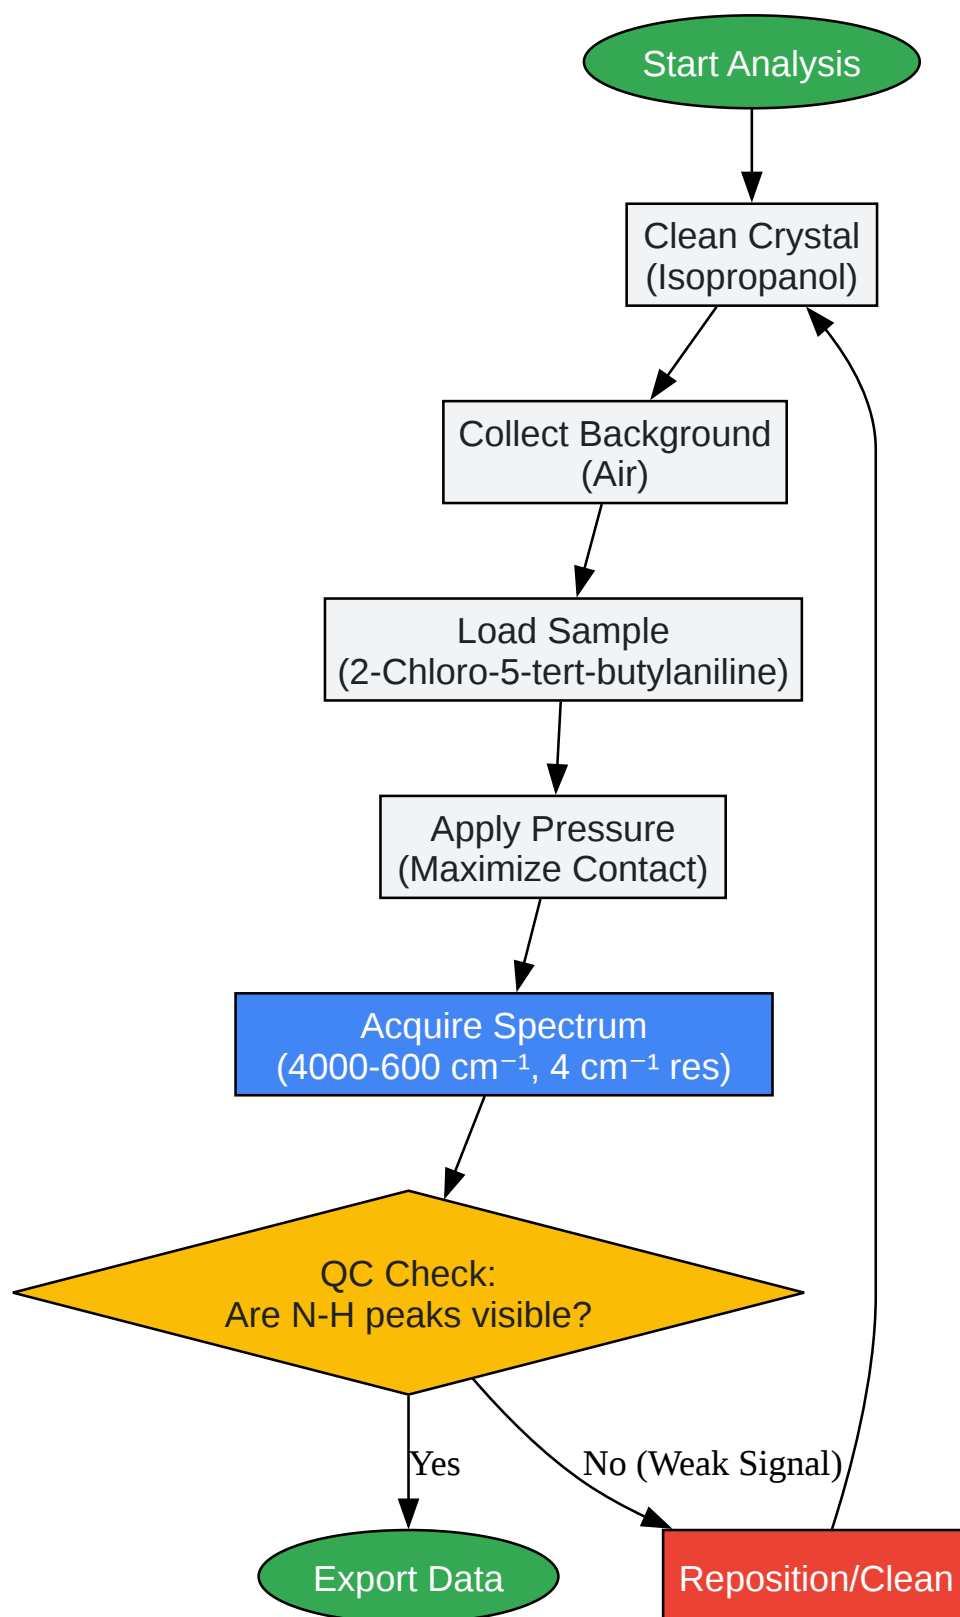 Start Analysis
Clean Crystal
(Isopropanol)
Collect Background
(Air)
Load Sample
(2-Chloro-5-tert-butylaniline)
Apply Pressure
(Maximize Contact)
Acquire Spectrum
(4000-600 cm⁻¹, 4 cm⁻¹ res)
QC Check:
Are N-H peaks visible?
Yes
No (Weak Signal)
Export Data
Reposition/Clean